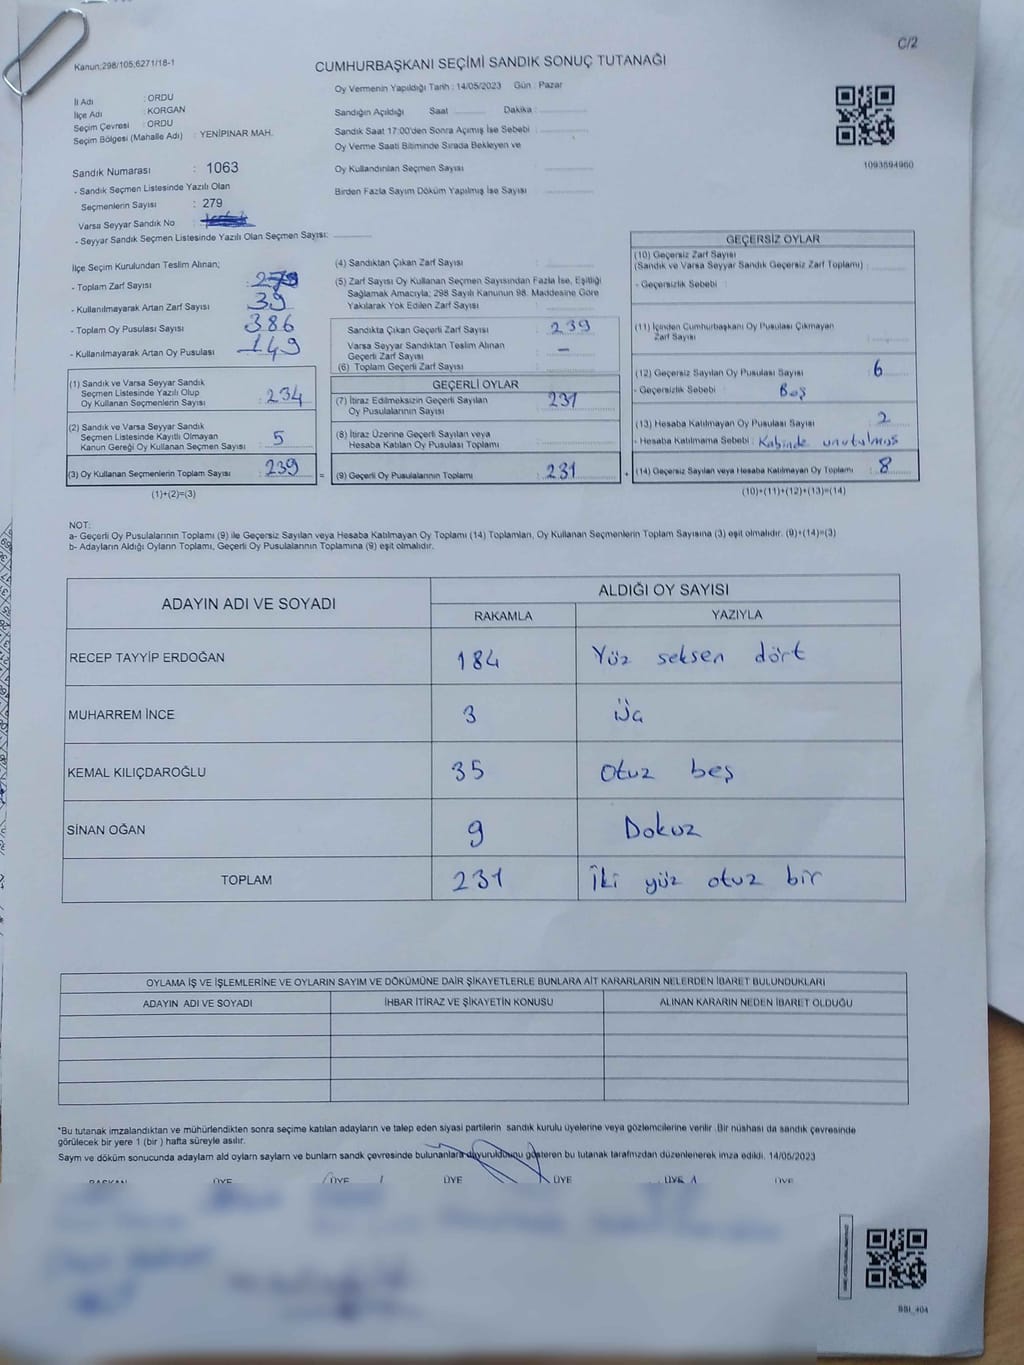 C/2
Kanun:298/105;6271/18-1
CUMHURBAŞKANI SEÇİMİ SANDIK SONUÇ TUTANAĞI
Oy Vermenin Yapıldığı Tarih : 14/05/2023 Gün : Pazar
İl Adı : ORDU
İlçe Adı : KORGAN
Seçim Çevresi : ORDU
Seçim Bölgesi (Mahalle Adı) : YENİPINAR MAH.
Sandığın Açıldığı Saat Dakika :
Sandık Saat 17:00'den Sonra Açımış İse Sebebi :
Oy Verme Saati Bitiminde Sırada Bekleyen ve
Oy Kullandırılan Seçmen Sayısı
Birden Fazla Sayım Döküm Yapılmış İse Sayısı
1093594960
Sandık Numarası : 1063
- Sandık Seçmen Listesinde Yazılı Olan
Seçmenlerin Sayısı : 279
Varsa Seyyar Sandık No :
- Seyyar Sandık Seçmen Listesinde Yazılı Olan Seçmen Sayısı:
İlçe Seçim Kurulundan Teslim Alınan;
- Toplam Zarf Sayısı :
- Kullanılmayarak Artan Zarf Sayısı : 39
- Toplam Oy Pusulası Sayısı : 386
- Kullanılmayarak Artan Oy Pusulası : 149
(1) Sandık ve Varsa Seyyar Sandık
Seçmen Listesinde Yazılı Olup
Oy Kullanan Seçmenlerin Sayısı : 234
(2) Sandık ve Varsa Seyyar Sandık
Seçmen Listesinde Kayıtlı Olmayan
Kanun Gereği Oy Kullanan Seçmen Sayısı : 5
(3) Oy Kullanan Seçmenlerin Toplam Sayısı : 239 =
(1)+(2)=(3)
(4) Sandıktan Çıkan Zarf Sayısı :
(5) Zarf Sayısı Oy Kullanan Seçmen Sayısından Fazla İse, Eşitliği
Sağlamak Amacıyla; 298 Sayılı Kanunun 98. Maddesine Göre
Yakılarak Yok Edilen Zarf Sayısı :
Sandıkta Çıkan Geçerli Zarf Sayısı : 239
Varsa Seyyar Sandıktan Teslim Alınan
Geçerli Zarf Sayısı : –
(6) Toplam Geçerli Zarf Sayısı :
GEÇERLİ OYLAR
(7) İtiraz Edilmeksizin Geçerli Sayılan
Oy Pusulalarının Sayısı : 231
(8) İtiraz Üzerine Geçerli Sayılan veya
Hesaba Katılan Oy Pusulası Toplamı :
(9) Geçerli Oy Pusulalarının Toplamı : 231 +
GEÇERSİZ OYLAR
(10) Geçersiz Zarf Sayısı
(Sandık ve Varsa Seyyar Sandık Geçersiz Zarf Toplamı) :
- Geçersizlik Sebebi :
(11) İçinden Cumhurbaşkanı Oy Pusulası Çıkmayan
Zarf Sayısı :
(12) Geçersiz Sayılan Oy Pusulası Sayısı : 6
- Geçersizlik Sebebi : Boş
(13) Hesaba Katılmayan Oy Pusulası Sayısı : 2
- Hesaba Katılmama Sebebi : Kabinde unutulmuş
(14) Geçersiz Sayılan veya Hesaba Katılmayan Oy Toplamı : 8
(10)+(11)+(12)+(13)=(14)
NOT:
a- Geçerli Oy Pusulalarının Toplamı (9) ile Geçersiz Sayılan veya Hesaba Katılmayan Oy Toplamı (14) Toplamları, Oy Kullanan Seçmenlerin Toplam Sayısına (3) eşit olmalıdır. (9)+(14)=(3)
b- Adayların Aldığı Oyların Toplamı, Geçerli Oy Pusulalarının Toplamına (9) eşit olmalıdır.
ADAYIN ADI VE SOYADI ALDIĞI OY SAYISI
RAKAMLA YAZIYLA
RECEP TAYYİP ERDOĞAN 184 Yüz seksen dört
MUHARREM İNCE 3 Üç
KEMAL KILIÇDAROĞLU 35 otuz beş
SİNAN OĞAN 9 Dokuz
TOPLAM 231 İki yüz otuz bir
OYLAMA İŞ VE İŞLEMLERİNE VE OYLARIN SAYIM VE DÖKÜMÜNE DAİR ŞİKAYETLERLE BUNLARA AİT KARARLARIN NELERDEN İBARET BULUNDUKLARI
ADAYIN ADI VE SOYADI İHBAR İTİRAZ VE ŞİKAYETİN KONUSU ALINAN KARARIN NEDEN İBARET OLDUĞU
*Bu tutanak imzalandıktan ve mühürlendikten sonra seçime katılan adayların ve talep eden siyasi partilerin sandık kurulu üyelerine veya gözlemcilerine verilir .Bir nüshası da sandık çevresinde
görülecek bir yere 1 (bir ) hafta süreyle asılır.
Sayım ve döküm sonucunda adayların aldı oyların sayları ve bunların sandk çevresinde bulunanlara duyurulduğunu gösteren bu tutanak tarafmzdan düzenlenerek imza edildi. 14/05/2023
BAŞKAN ÜYE ÜYE ÜYE ÜYE ÜYE ÜYE
SBI_404